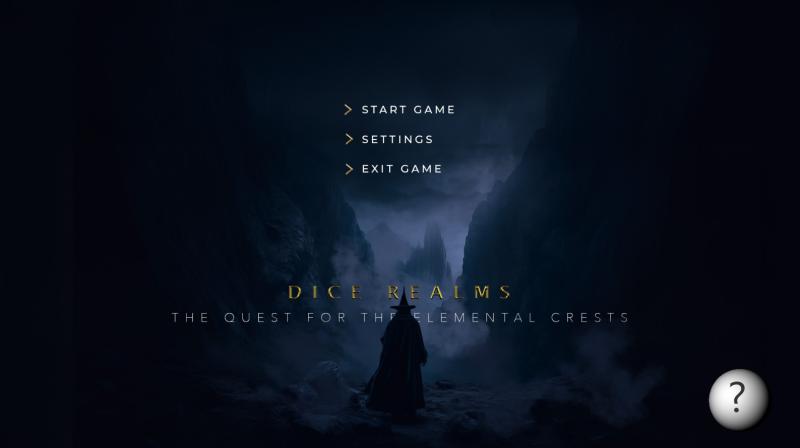 START GAME
SETTINGS
EXIT GAME
DICE REALMS
THE QUEST FOR THE ELEMENTAL CRESTS
?